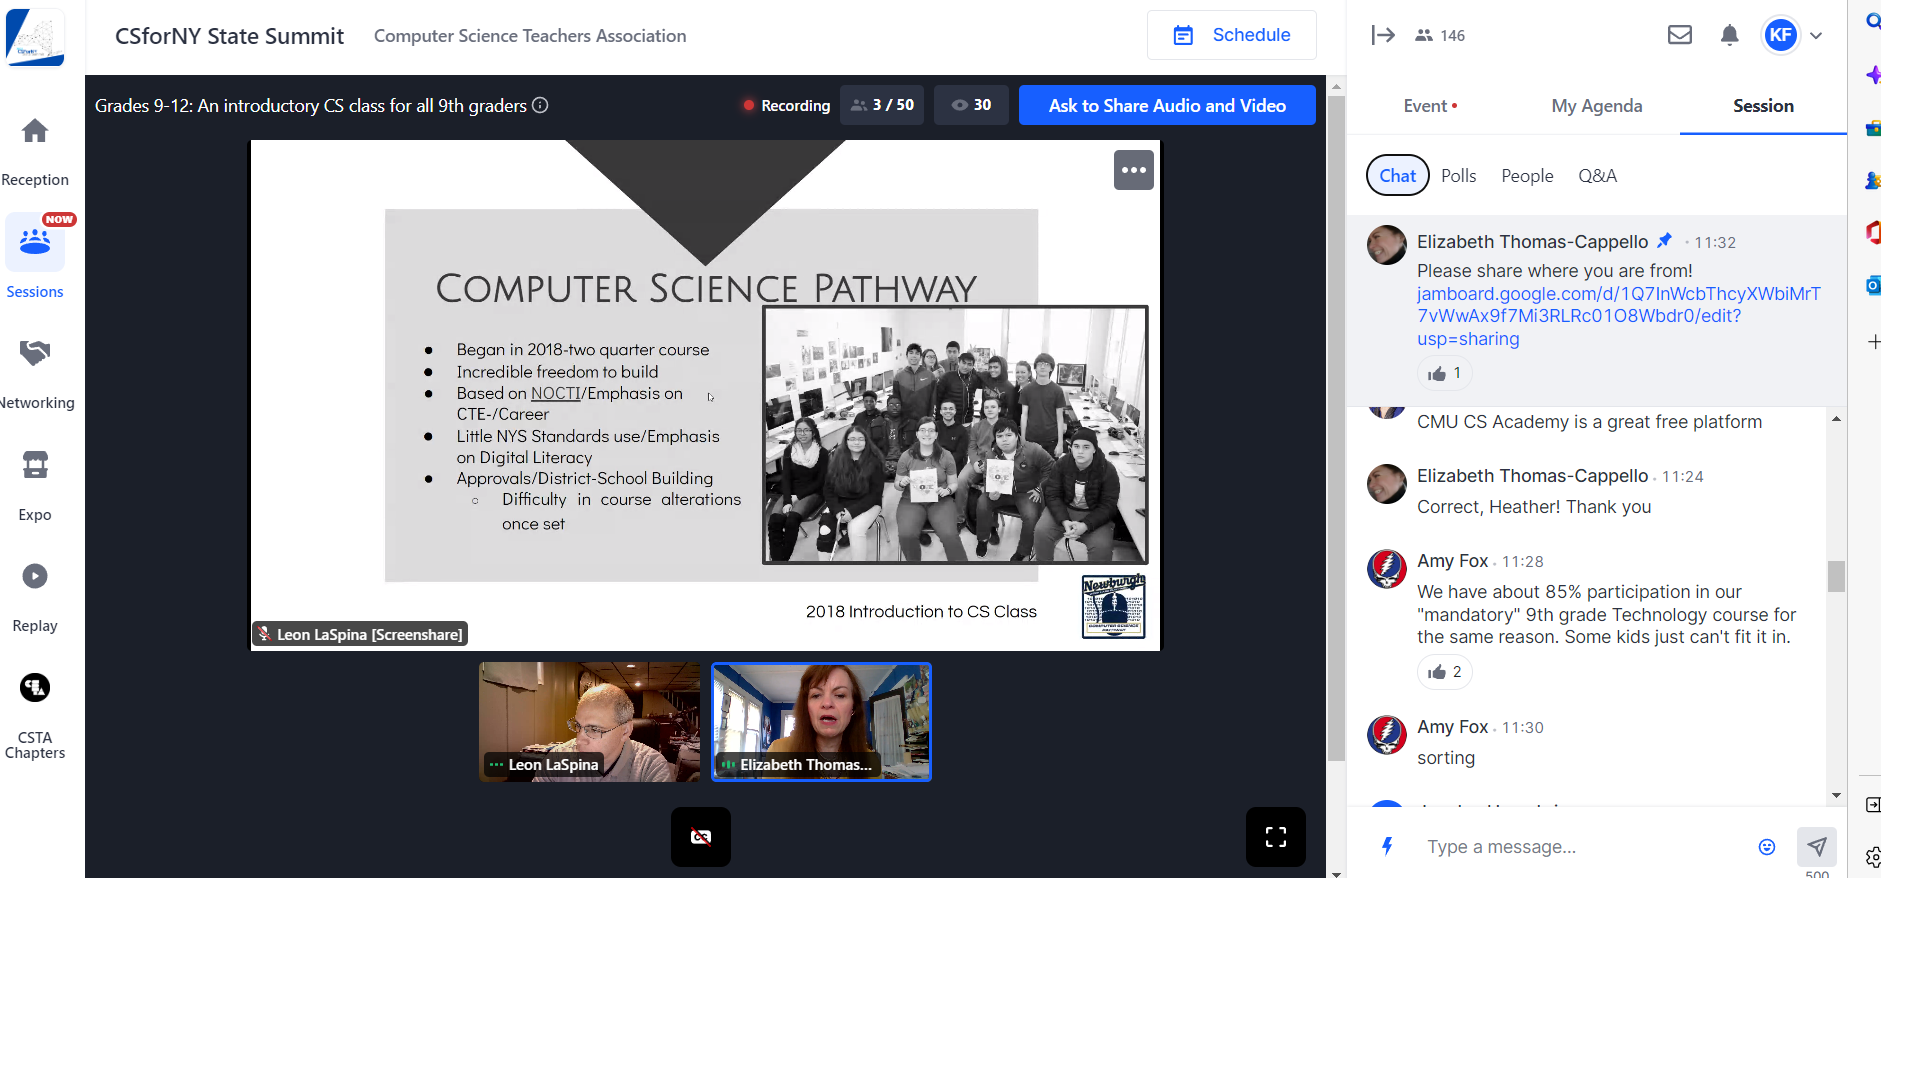 CSforNY State Summit
Computer Science Teachers Association
Schedule
146
KF
Grades 9-12: An introductory CS class for all 9th graders
Recording
3 / 50
30
Ask to Share Audio and Video
Event
My Agenda
Session
Reception
NOW
Sessions
Networking
Expo
Replay
CSTA
Chapters
COMPUTER SCIENCE PATHWAY
● Began in 2018-two quarter course
● Incredible freedom to build
● Based on NOCTI/Emphasis on
CTE-/Career
● Little NYS Standards use/Emphasis
on Digital Literacy
● Approvals/District-School Building
○ Difficulty in course alterations
once set
2018 Introduction to CS Class
Newburgh
COMPUTER SCIENCE
Leon LaSpina [Screenshare]
Leon LaSpina
Elizabeth Thomas...
CC
Chat
Polls
People
Q&A
Elizabeth Thomas-Cappello • 11:32
Please share where you are from!
jamboard.google.com/d/1Q7InWcbThcyXWbiMrT
7vWwAx9f7Mi3RLRc01O8Wbdr0/edit?
usp=sharing
1
CMU CS Academy is a great free platform
Elizabeth Thomas-Cappello • 11:24
Correct, Heather! Thank you
Amy Fox • 11:28
We have about 85% participation in our
"mandatory" 9th grade Technology course for
the same reason. Some kids just can't fit it in.
2
Amy Fox • 11:30
sorting
Type a message...
500